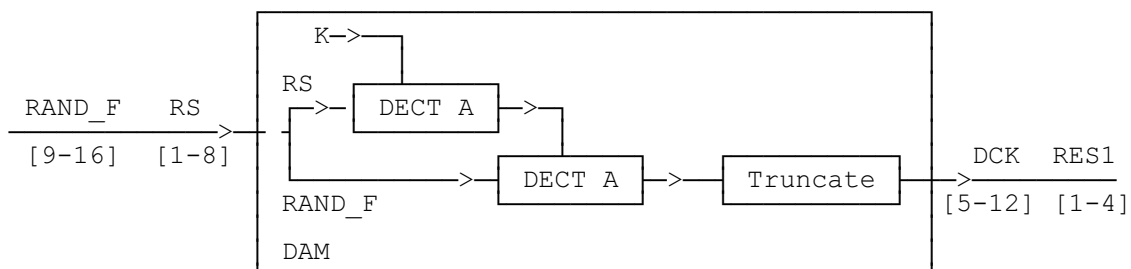 K
RS
DECT A
RAND_F RS
[9-16] [1-8]
DECT A
Truncate
DCK RES1
[5-12] [1-4]
RAND_F
DAM